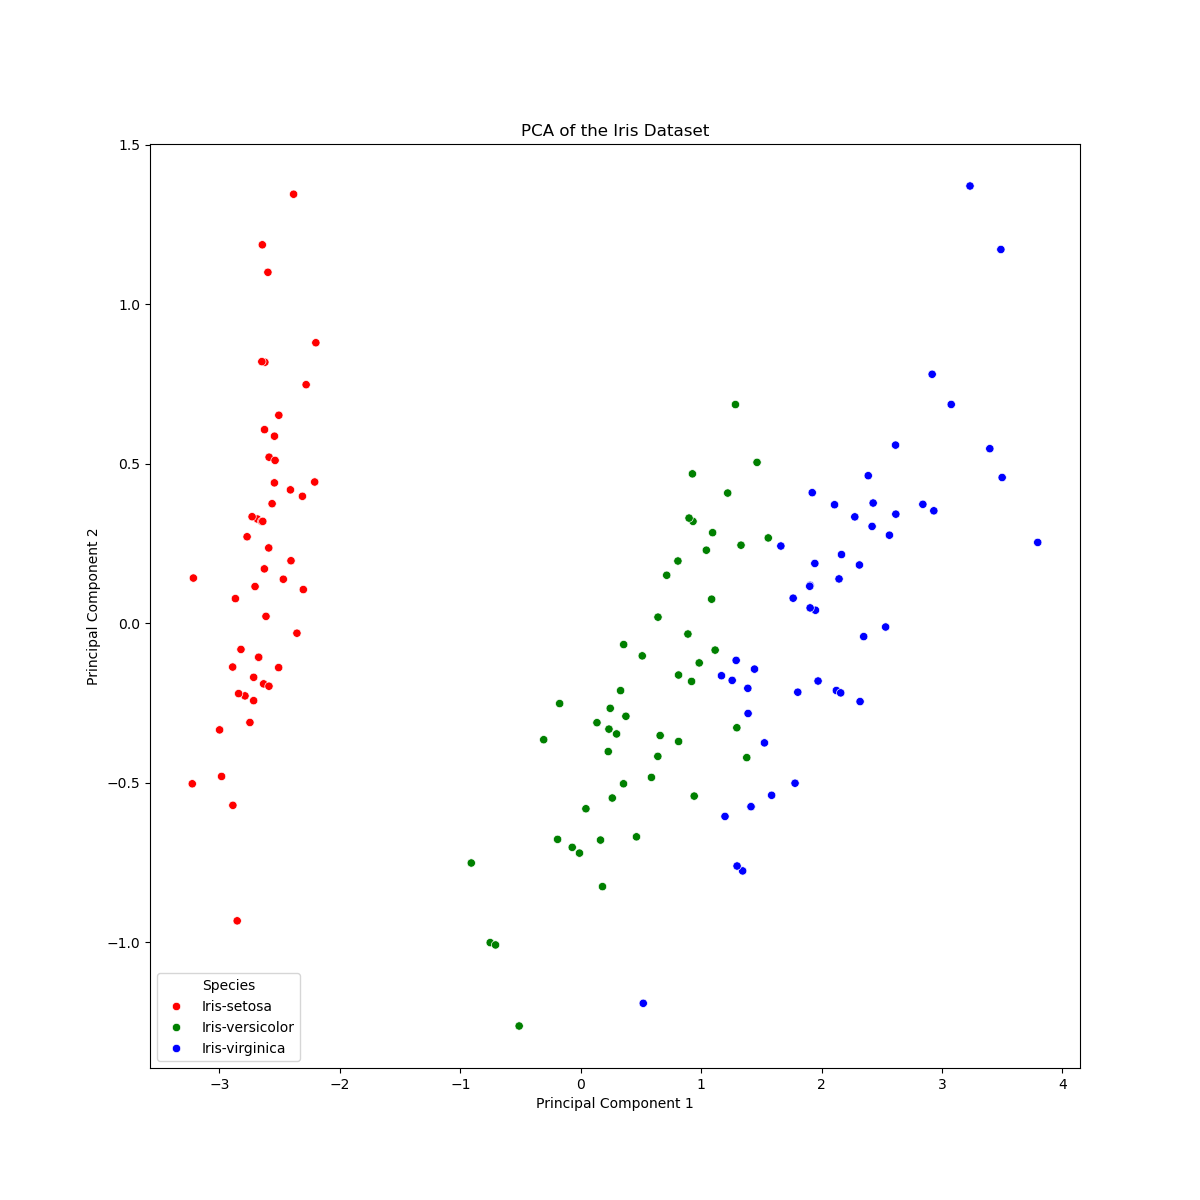 PCA of the Iris Dataset
1.5
1.0
0.5
0.0
−0.5
−1.0
Principal Component 2
Species
Iris-setosa
Iris-versicolor
Iris-virginica
−3 −2 −1 0 1 2 3 4
Principal Component 1